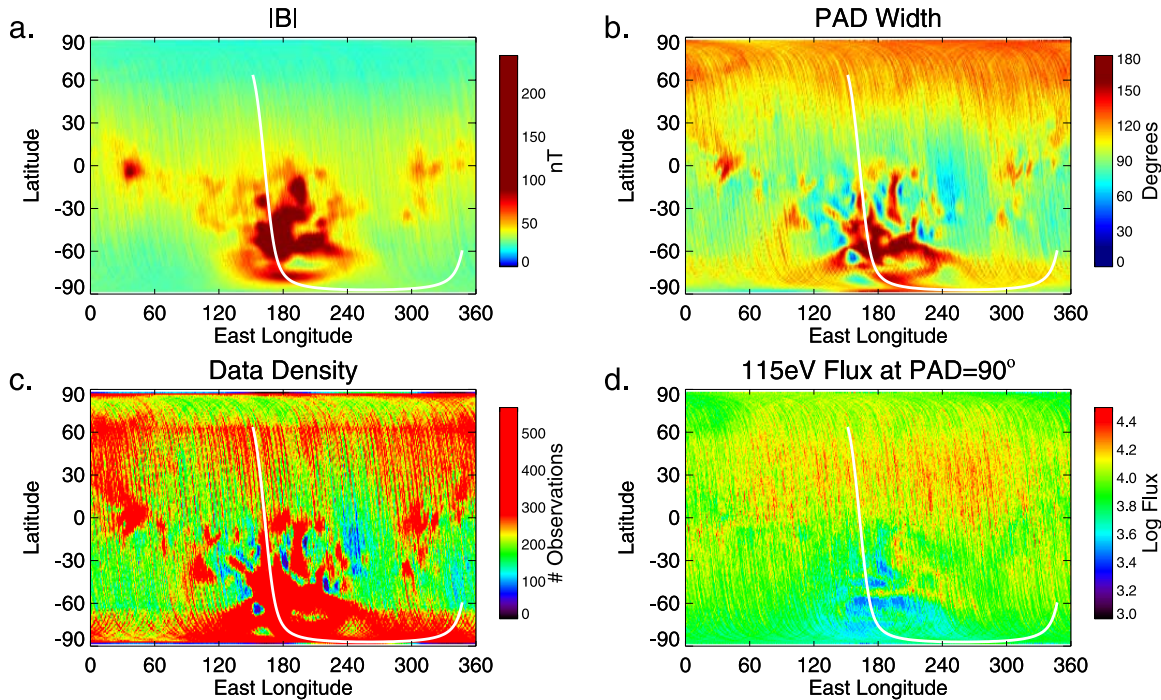 a.
|B|
90
60
30
0
-30
-60
-90
Latitude
0 60 120 180 240 300 360
East Longitude
200
150
100
50
0
nT
b.
PAD Width
90
60
30
0
-30
-60
-90
Latitude
0 60 120 180 240 300 360
East Longitude
180
150
120
90
60
30
0
Degrees
c.
Data Density
90
60
30
0
-30
-60
-90
Latitude
0 60 120 180 240 300 360
East Longitude
500
400
300
200
100
0
# Observations
d.
115eV Flux at PAD=90°
90
60
30
0
-30
-60
-90
Latitude
0 60 120 180 240 300 360
East Longitude
4.4
4.2
4.0
3.8
3.6
3.4
3.2
3.0
Log Flux